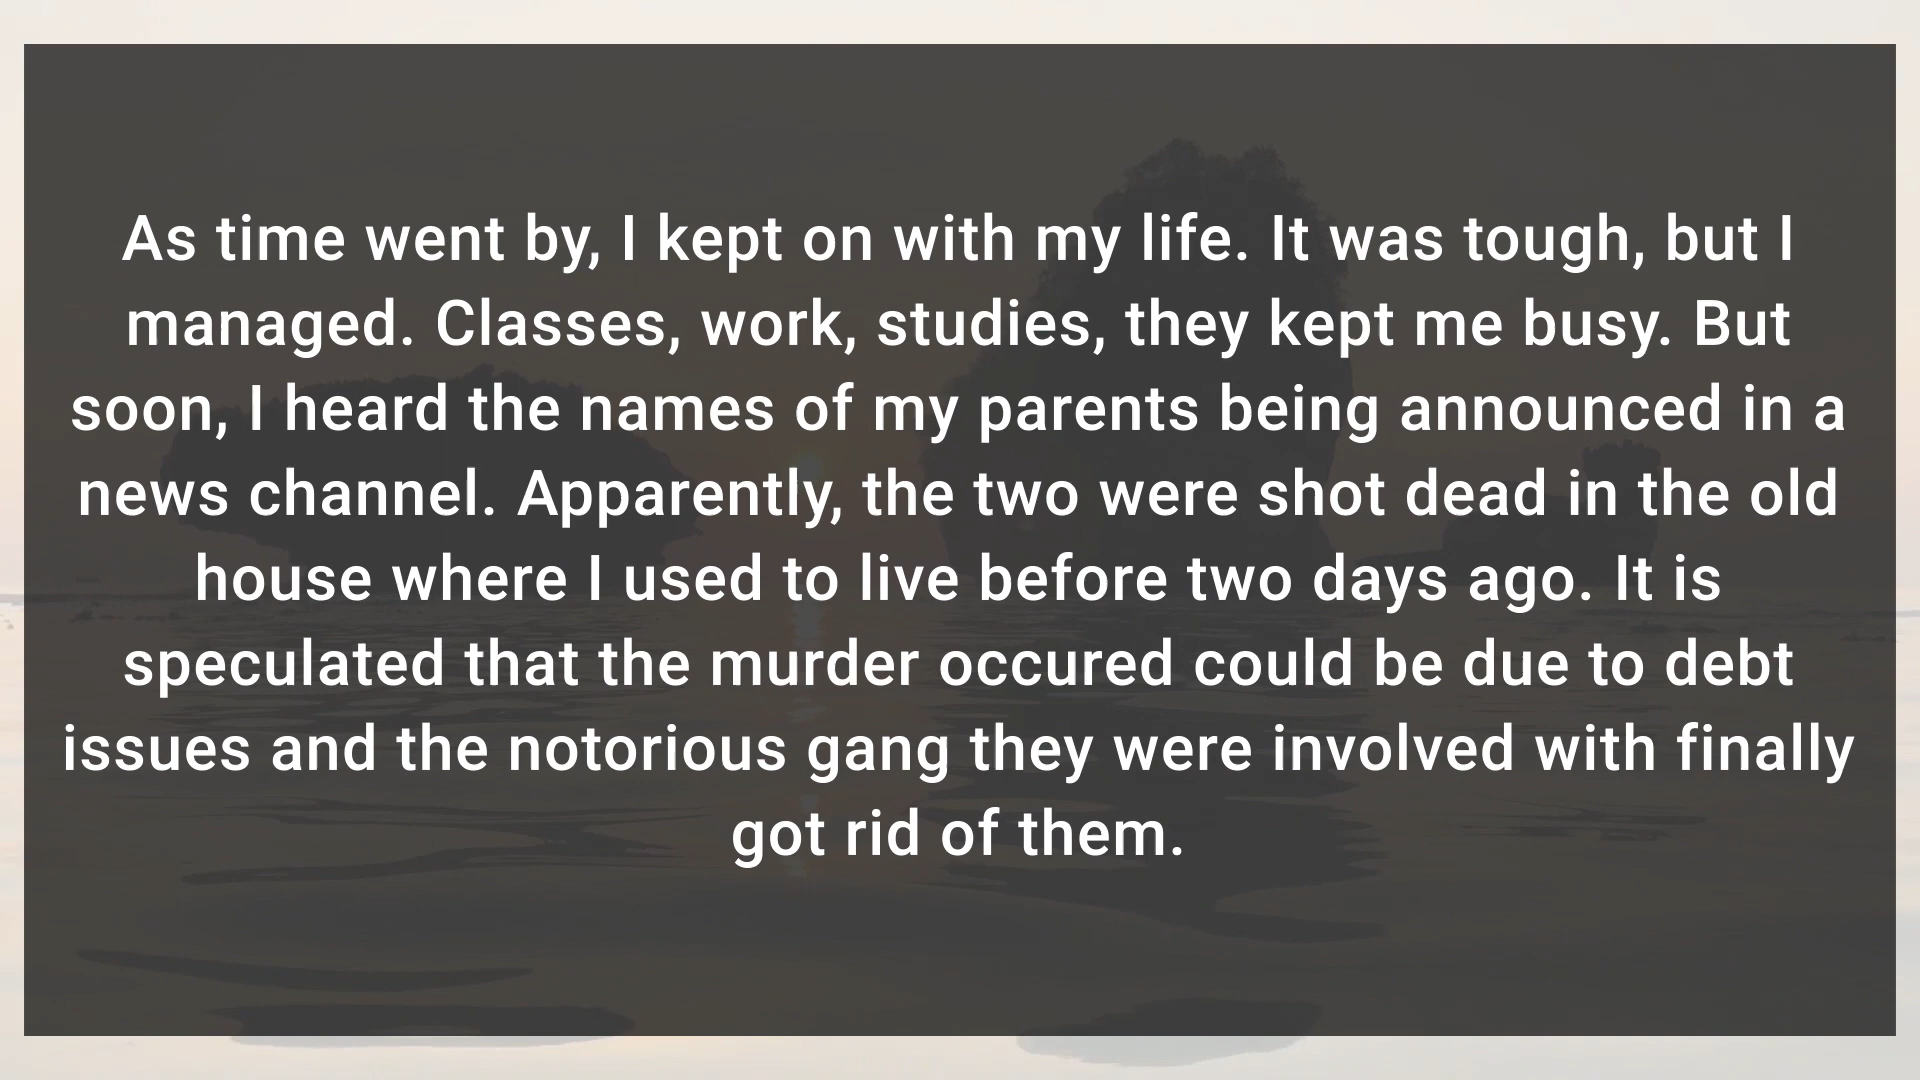 As time went by, I kept on with my life. It was tough, but I
managed. Classes, work, studies, they kept me busy. But
soon, I heard the names of my parents being announced in a
news channel. Apparently, the two were shot dead in the old
house where I used to live before two days ago. It is
speculated that the murder occured could be due to debt
issues and the notorious gang they were involved with finally
got rid of them.